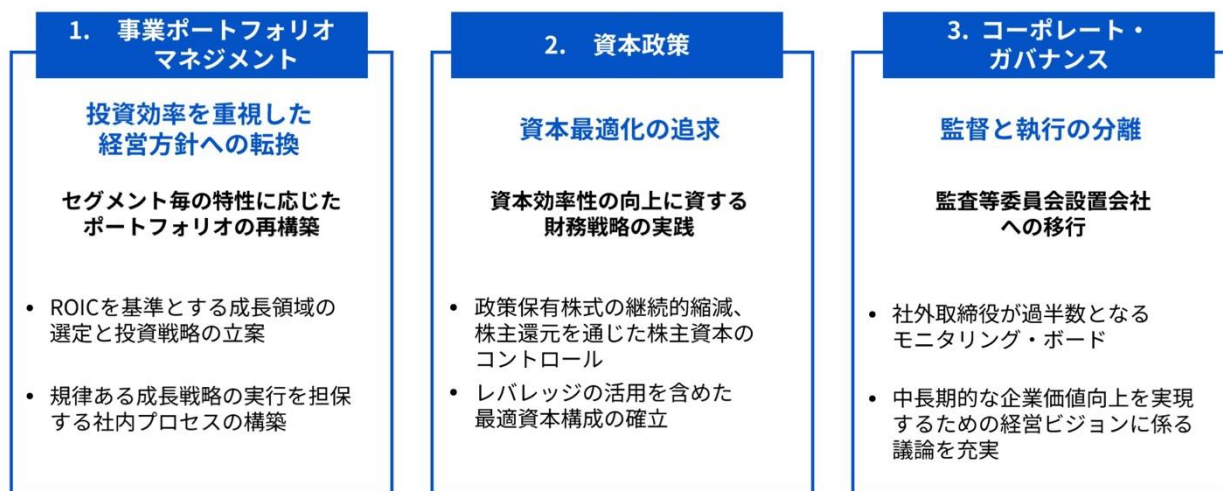 1. 事業ポートフォリオ
マネジメント
投資効率を重視した
経営方針への転換
セグメント毎の特性に応じた
ポートフォリオの再構築
• ROICを基準とする成長領域の
選定と投資戦略の立案
• 規律ある成長戦略の実行を担保
する社内プロセスの構築
2. 資本政策
資本最適化の追求
資本効率性の向上に資する
財務戦略の実践
• 政策保有株式の継続的縮減、
株主還元を通じた株主資本の
コントロール
• レバレッジの活用を含めた
最適資本構成の確立
3. コーポレート・
ガバナンス
監督と執行の分離
監査等委員会設置会社
への移行
• 社外取締役が過半数となる
モニタリング・ボード
• 中長期的な企業価値向上を実現
するための経営ビジョンに係る
議論を充実